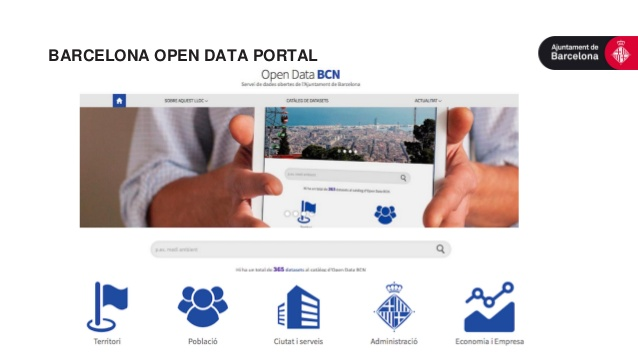 BARCELONA OPEN DATA PORTAL
Ajuntament de
Barcelona
Open Data BCN
Servei de dades obertes de l'Ajuntament de Barcelona
SOBRE AQUEST LLOC
CATÀLEG DE DATASETS
ACTUALITAT
p.ex. medi ambient
Hi ha un total de 365 datasets al catàleg d'Open Data BCN
p.ex. medi ambient
Hi ha un total de 365 datasets al catàleg d'Open Data BCN
Territori
Població
Ciutat i serveis
Administració
Economia i Empresa